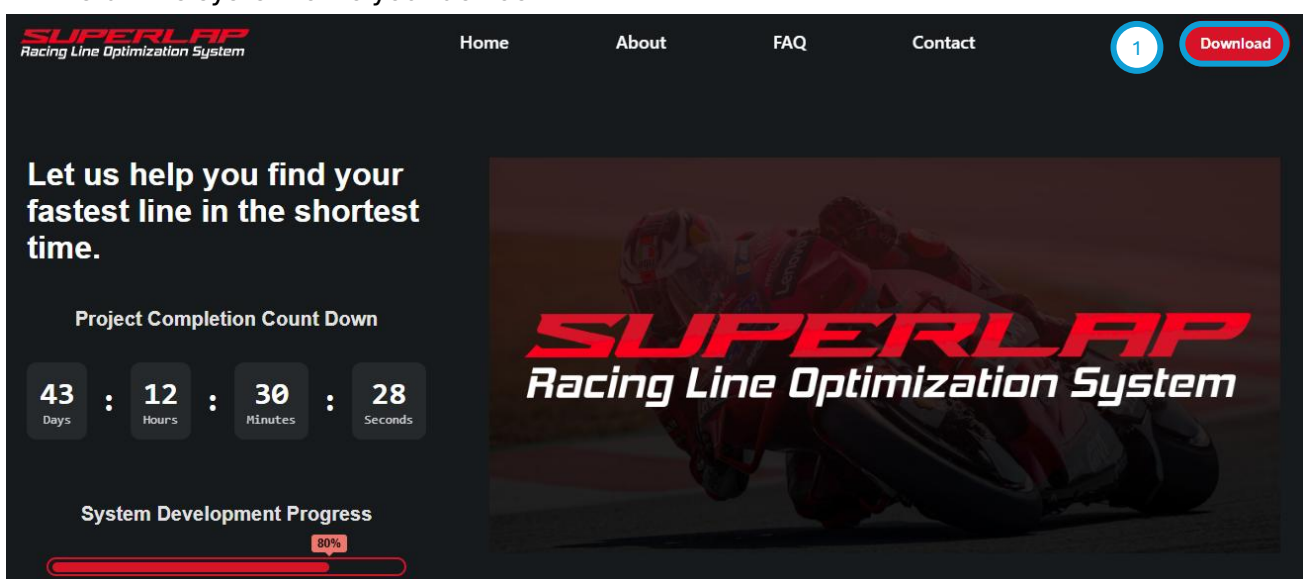 SUPERLAP
Racing Line Optimization System
Home About FAQ Contact 1 Download
Let us help you find your
fastest line in the shortest
time.
Project Completion Count Down
43 : 12 : 30 : 28
Days Hours Minutes Seconds
System Development Progress
80%
SUPERLAP
Racing Line Optimization System
Lenovo